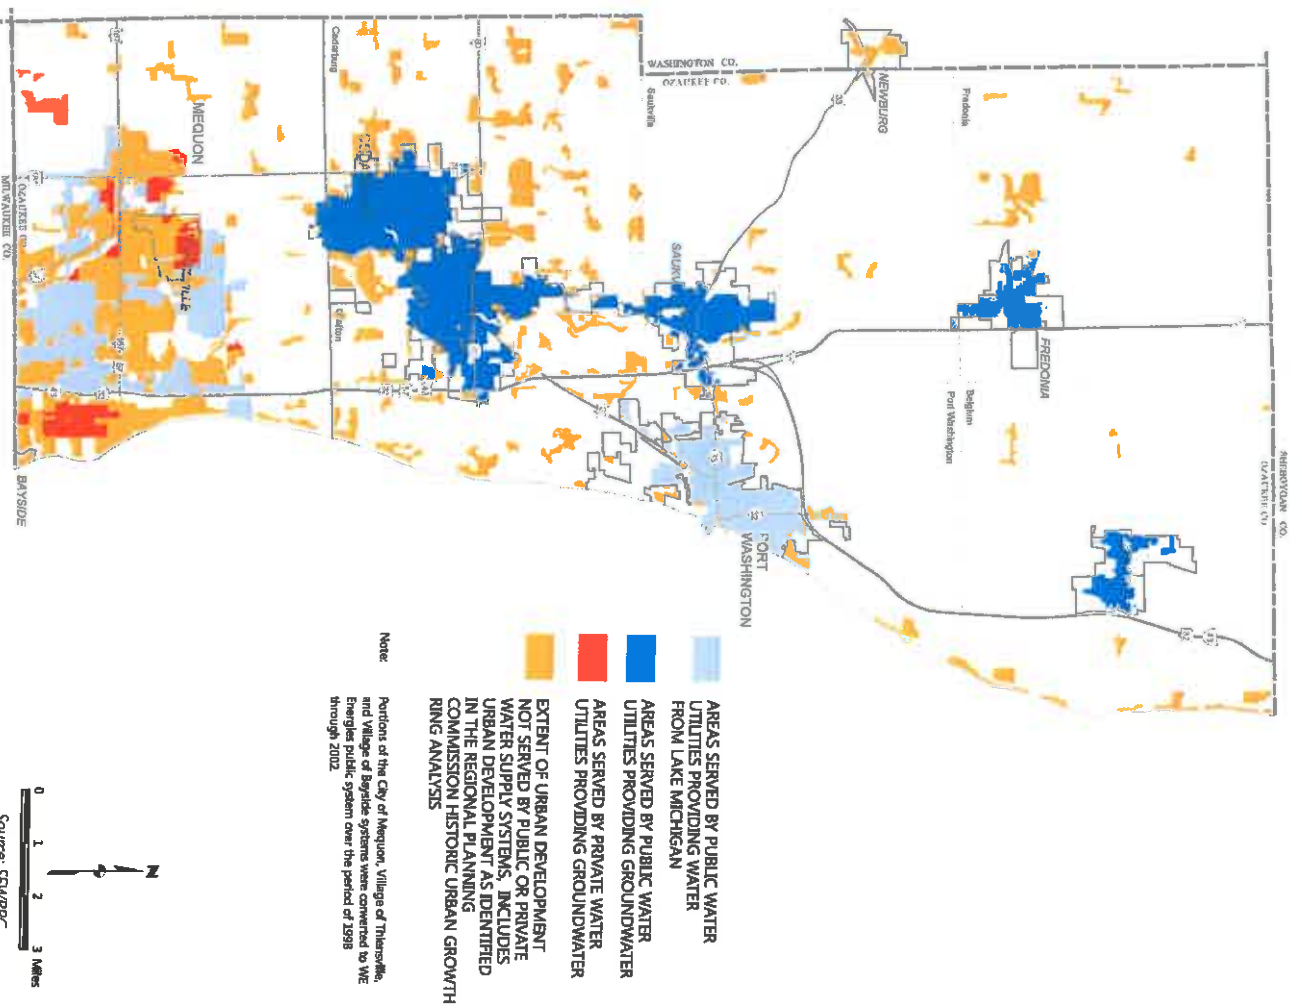 WASHINGTON CO.
OZAUKEE CO.
NEWBURG
33
Fredonia
Saukville
Cedarburg
MEQUON
OZAUKEE CO.
MILWAUKEE CO.
BAYSIDE
Grafton
SAUKV
FREDONIA
Belgium
Port Washington
SHEBOYGAN CO.
OZAUKEE CO.
PORT
WASHINGTON
32
AREAS SERVED BY PUBLIC WATER
UTILITIES PROVIDING WATER
FROM LAKE MICHIGAN
AREAS SERVED BY PUBLIC WATER
UTILITIES PROVIDING GROUNDWATER
AREAS SERVED BY PRIVATE WATER
UTILITIES PROVIDING GROUNDWATER
EXTENT OF URBAN DEVELOPMENT
NOT SERVED BY PUBLIC OR PRIVATE
WATER SUPPLY SYSTEMS, INCLUDES
URBAN DEVELOPMENT AS IDENTIFIED
IN THE REGIONAL PLANNING
COMMISSION HISTORIC URBAN GROWTH
RING ANALYSIS
Note: Portions of the City of Mequon, Village of Thiensville,
and Village of Bayside systems were converted to WE
Energies public system over the period of 1998
through 2002.
N
0 1 2 3 Miles
Source: SEWRPC